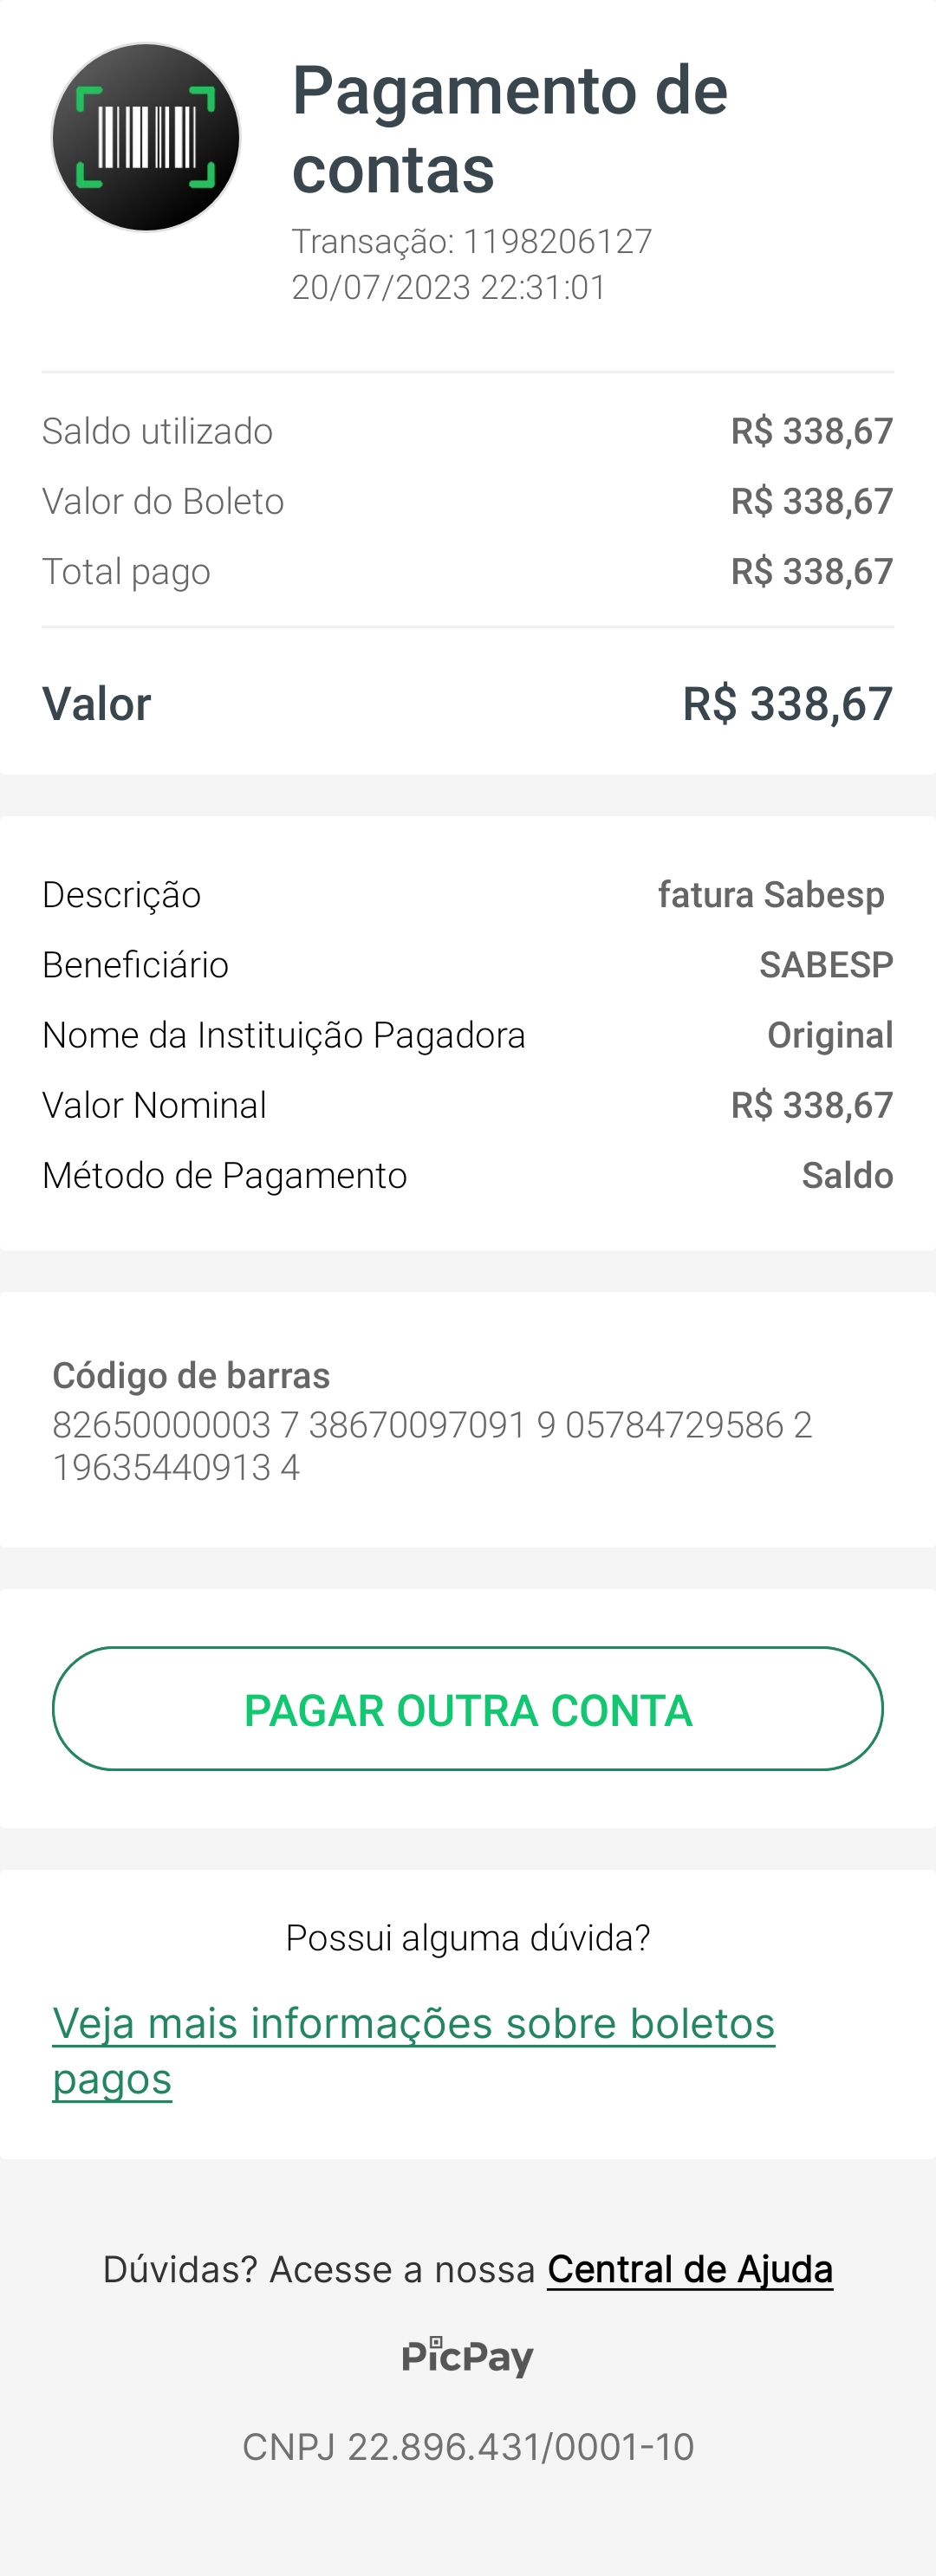 Pagamento de
contas
Transação: 1198206127
20/07/2023 22:31:01
Saldo utilizado R$ 338,67
Valor do Boleto R$ 338,67
Total pago R$ 338,67
Valor R$ 338,67
Descrição fatura Sabesp
Beneficiário SABESP
Nome da Instituição Pagadora Original
Valor Nominal R$ 338,67
Método de Pagamento Saldo
Código de barras
82650000003 7 38670097091 9 05784729586 2
19635440913 4
PAGAR OUTRA CONTA
Possui alguma dúvida?
Veja mais informações sobre boletos
pagos
Dúvidas? Acesse a nossa Central de Ajuda
PicPay
CNPJ 22.896.431/0001-10